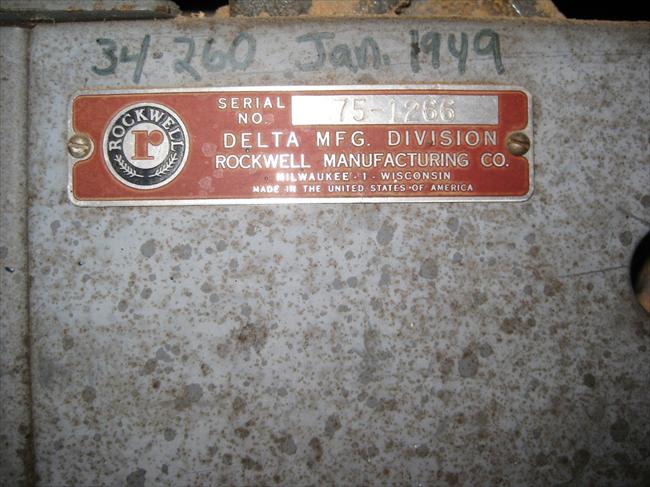 34-260 Jan. 1949
ROCKWELL
r
SERIAL NO. 75-1266
DELTA MFG. DIVISION
ROCKWELL MANUFACTURING CO.
MILWAUKEE - 1 - WISCONSIN
MADE IN THE UNITED STATES OF AMERICA